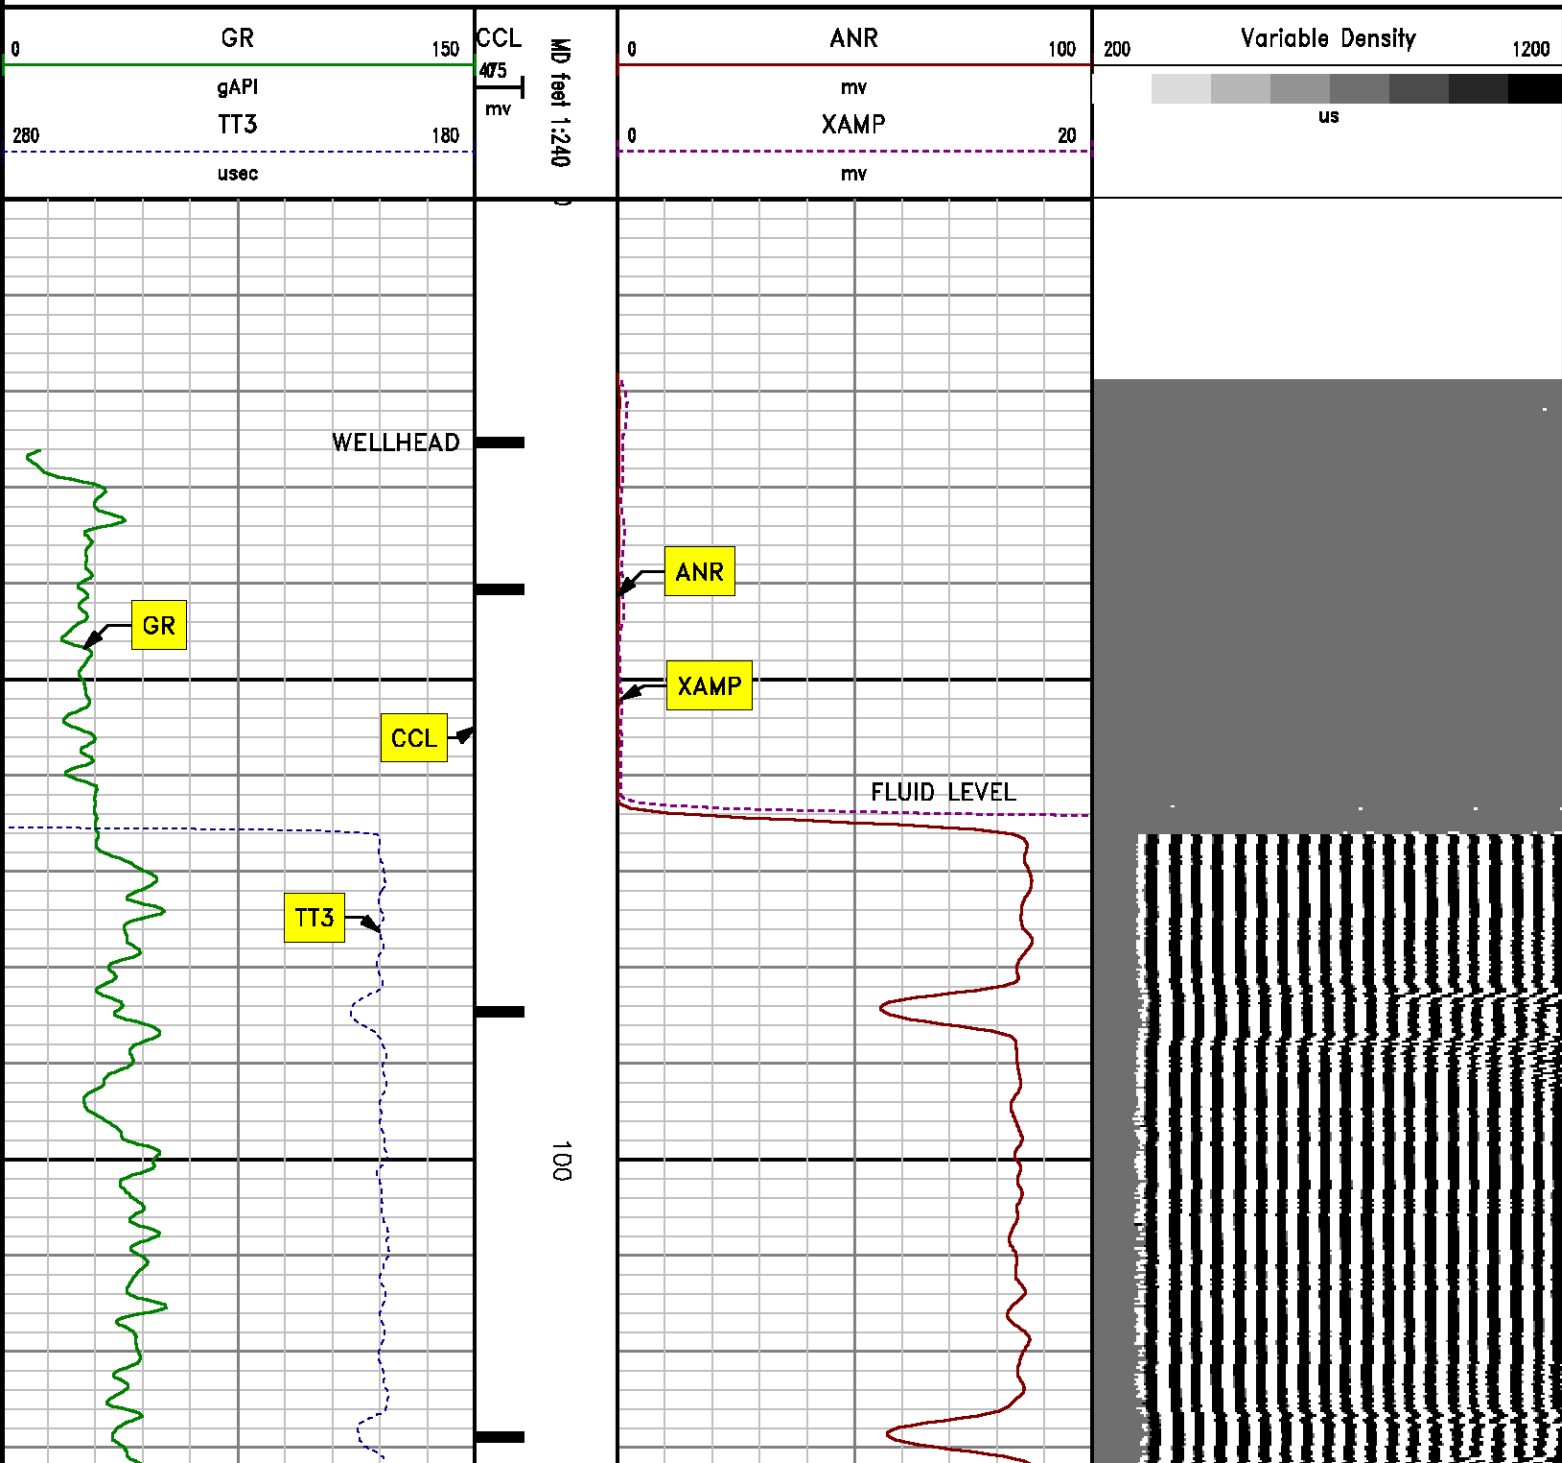 GR
0 150
gAPI
TT3
280 180
usec
CCL
mv
MD feet 1:240
0
ANR
0 100
mv
XAMP
0 20
mv
Variable Density
200 1200
us
WELLHEAD
ANR
GR
XAMP
CCL
FLUID LEVEL
TT3
100